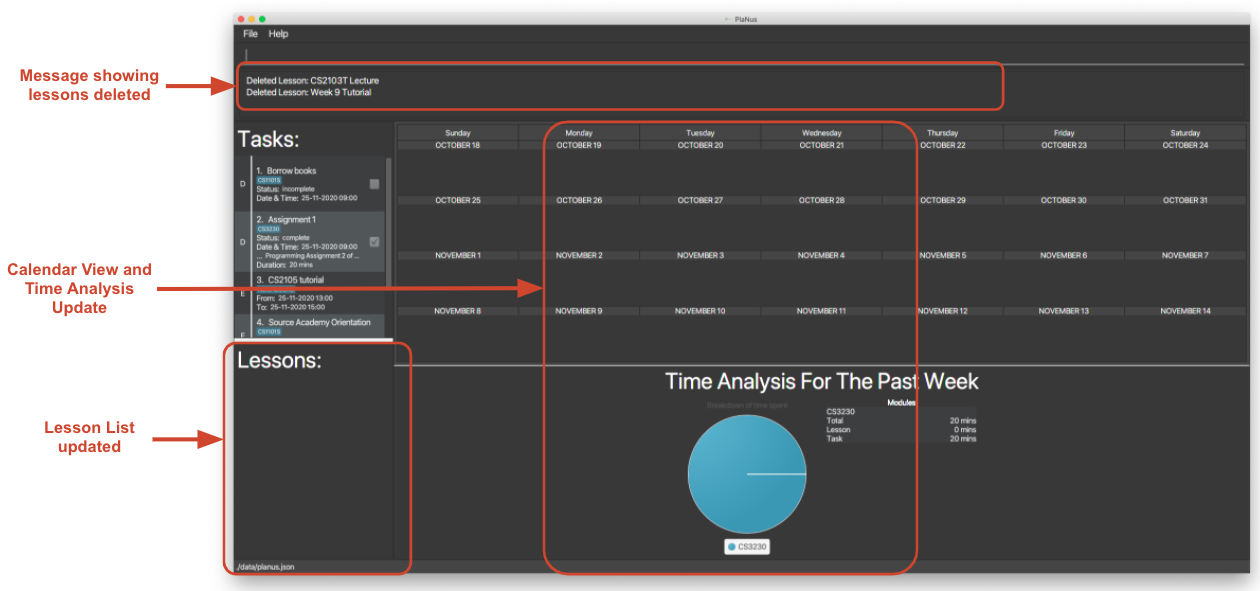 PlaNus
File Help
Message showing
lessons deleted
Deleted Lesson: CS2103T Lecture
Deleted Lesson: Week 9 Tutorial
Tasks:
1. Borrow books
CS1101S
Status: incomplete
Date & Time: 25-11-2020 09:00
D
2. Assignment 1
CS3230
Status: complete
Date & Time: 25-11-2020 09:00
... Programming Assignment 2 of ...
Duration: 20 mins
D
3. CS2105 tutorial
From: 25-11-2020 13:00
To: 25-11-2020 15:00
E
4. Source Academy Orientation
CS1101S
E
Sunday Monday Tuesday Wednesday Thursday Friday Saturday
OCTOBER 18 OCTOBER 19 OCTOBER 20 OCTOBER 21 OCTOBER 22 OCTOBER 23 OCTOBER 24
OCTOBER 25 OCTOBER 26 OCTOBER 27 OCTOBER 28 OCTOBER 29 OCTOBER 30 OCTOBER 31
NOVEMBER 1 NOVEMBER 2 NOVEMBER 3 NOVEMBER 4 NOVEMBER 5 NOVEMBER 6 NOVEMBER 7
NOVEMBER 8 NOVEMBER 9 NOVEMBER 10 NOVEMBER 11 NOVEMBER 12 NOVEMBER 13 NOVEMBER 14
Calendar View and
Time Analysis
Update
Lessons:
Lesson List
updated
Time Analysis For The Past Week
Breakdown of time spent
CS3230
Modules
CS3230
Total 20 mins
Lesson 0 mins
Task 20 mins
/data/planus.json